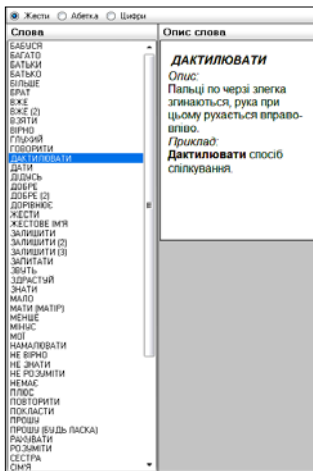 Жести Абетка Цифри
Слова
БАБУСЯ
БАГАТО
БАТЬКИ
БАТЬКО
БІЛЬШЕ
БРАТ
ВЖЕ
ВЖЕ (2)
ВЗЯТИ
ВІРНО
ГЛУХИЙ
ГОВОРИТИ
ДАКТИЛЮВАТИ
ДАТИ
ДІДУСЬ
ДОБРЕ
ДОБРЕ (2)
ДОРІВНЮЄ
ЖЕСТИ
ЖЕСТОВЕ ІМ'Я
ЗАЛИШИТИ
ЗАЛИШИТИ (2)
ЗАЛИШИТИ (3)
ЗАПИТАТИ
ЗВУТЬ
ЗДРАСТУЙ
ЗНАТИ
МАЛО
МАТИ (МАТІР)
МЕНШЕ
МІНУС
МОЇ
НАМАЛЮВАТИ
НЕ ВІРНО
НЕ ЗНАТИ
НЕ РОЗУМІТИ
НЕМАЄ
ПЛЮС
ПОВТОРИТИ
ПОКЛАСТИ
ПРОШУ
ПРОШУ (БУДЬ ЛАСКА)
РАХУВАТИ
РОЗУМІТИ
СЕСТРА
СІМ'Я
Опис слова
ДАКТИЛЮВАТИ
Опис:
Пальці по черзі злегка
згинаються, рука при
цьому рухається вправо-
вліво.
Приклад:
Дактилювати спосіб
спілкування.